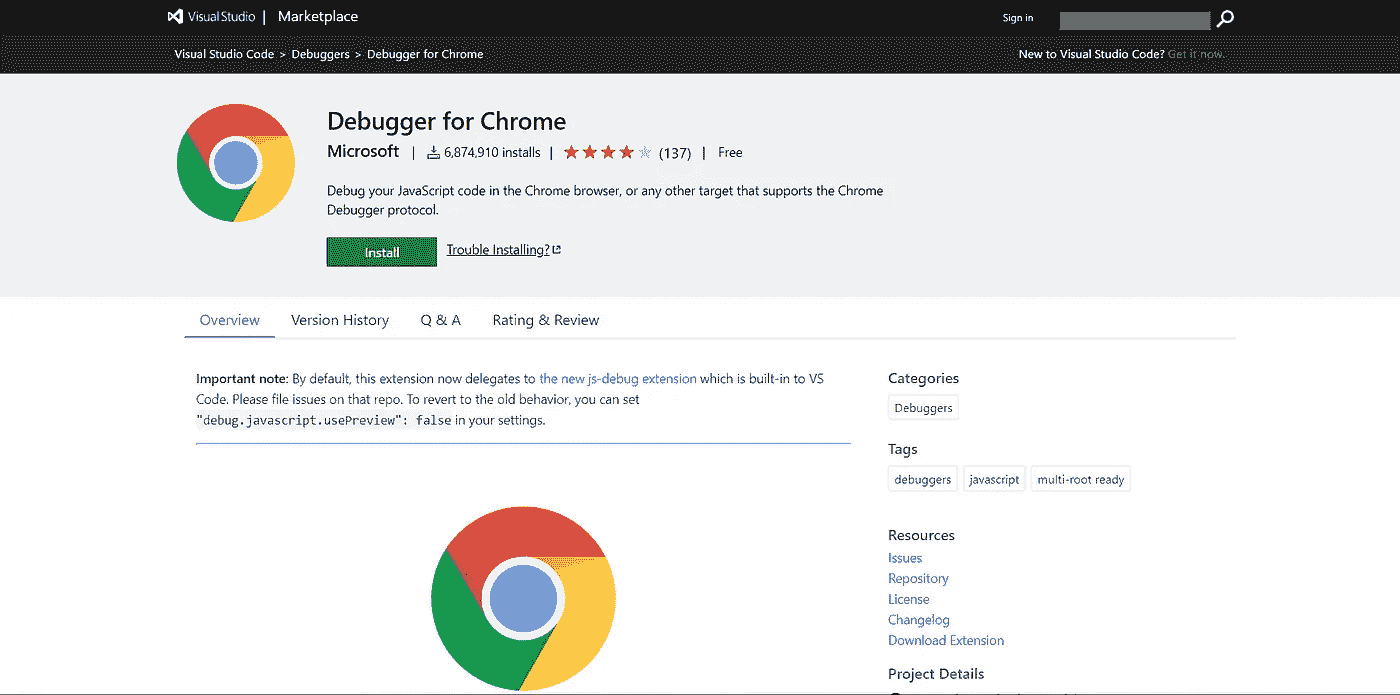 Visual Studio | Marketplace
Sign in
Visual Studio Code > Debuggers > Debugger for Chrome
New to Visual Studio Code? Get it now.
Debugger for Chrome
Microsoft | 6,874,910 installs | (137) | Free
Debug your JavaScript code in the Chrome browser, or any other target that supports the Chrome
Debugger protocol.
Install
Trouble Installing?
Overview
Version History
Q & A
Rating & Review
Important note: By default, this extension now delegates to the new js-debug extension which is built-in to VS
Code. Please file issues on that repo. To revert to the old behavior, you can set
"debug.javascript.usePreview": false in your settings.
Categories
Debuggers
Tags
debuggers
javascript
multi-root ready
Resources
Issues
Repository
License
Changelog
Download Extension
Project Details